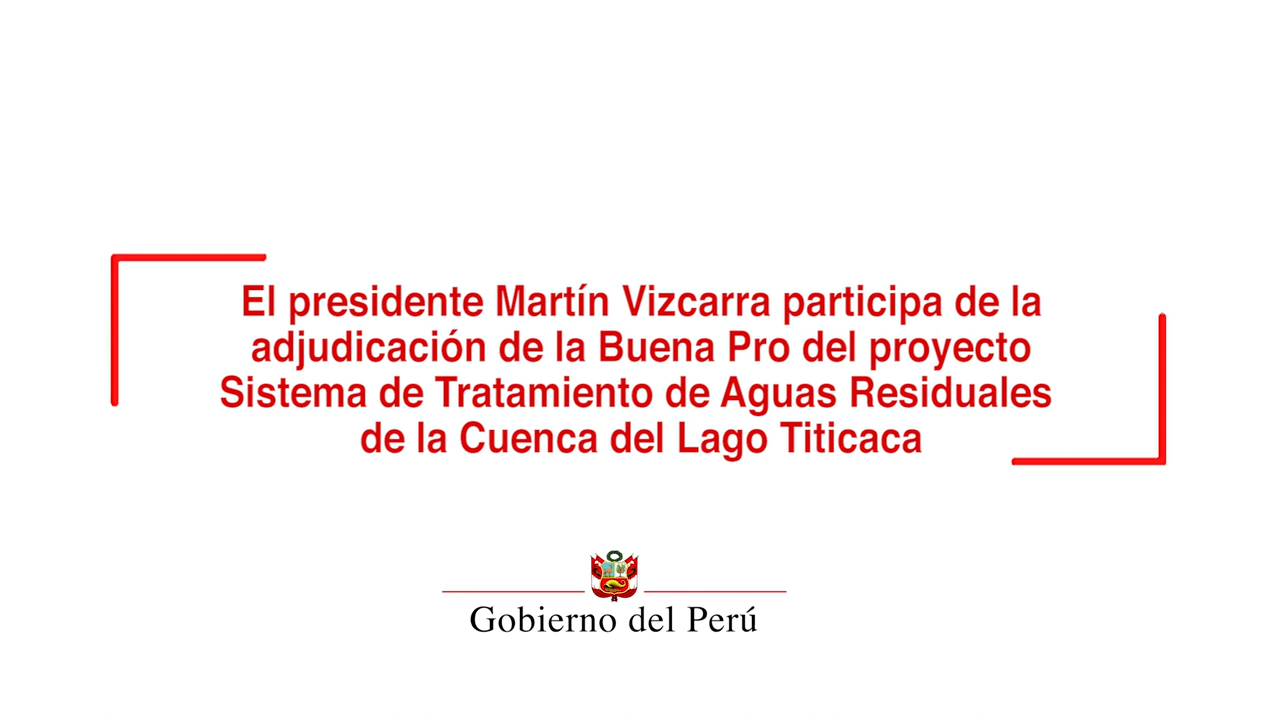 El presidente Martín Vizcarra participa de la
adjudicación de la Buena Pro del proyecto
Sistema de Tratamiento de Aguas Residuales
de la Cuenca del Lago Titicaca
Gobierno del Perú